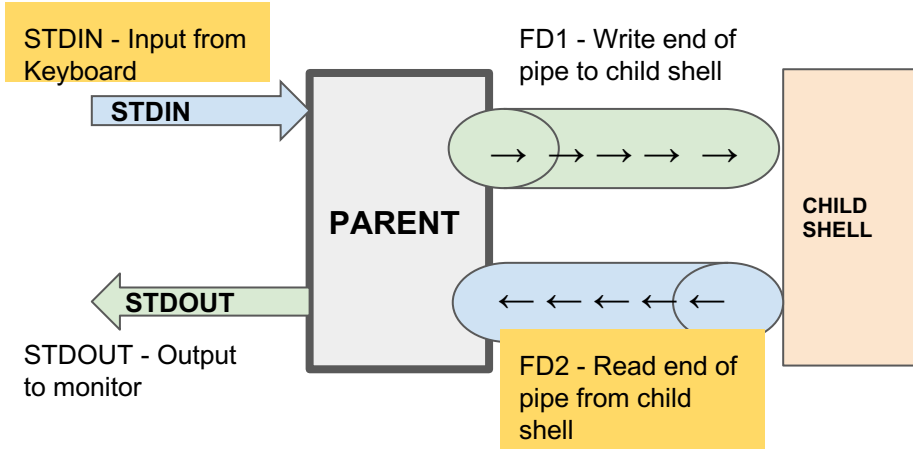 STDIN - Input from
Keyboard
STDIN
FD1 - Write end of
pipe to child shell
→ → → → →
PARENT
CHILD
SHELL
STDOUT
← ← ← ← ←
STDOUT - Output
to monitor
FD2 - Read end of
pipe from child
shell